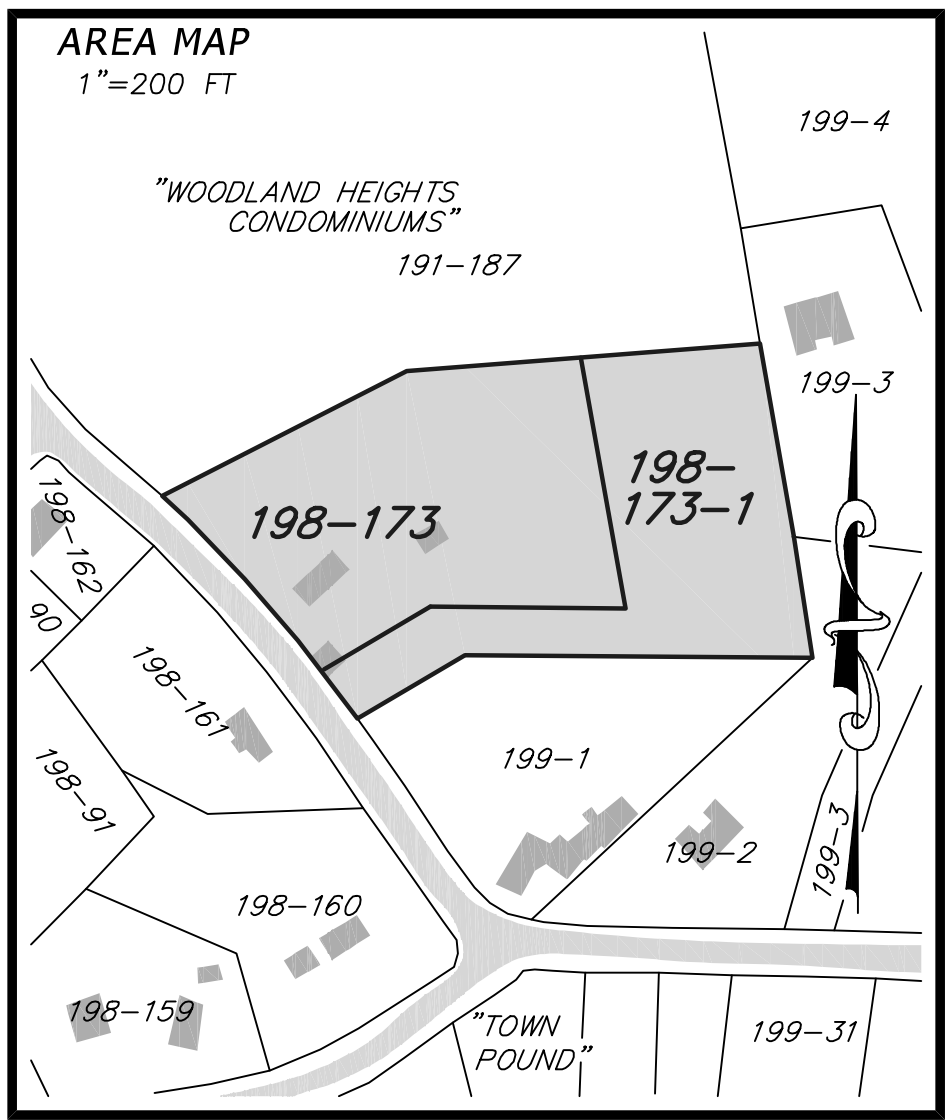 AREA MAP
1"=200 FT
199-4
"WOODLAND HEIGHTS
CONDOMINIUMS"
191-187
199-3
198-
173-1
198-173
198-162
90
198-161
198-91
199-1
199-2
199-3
198-160
198-159
"TOWN
POUND"
199-31